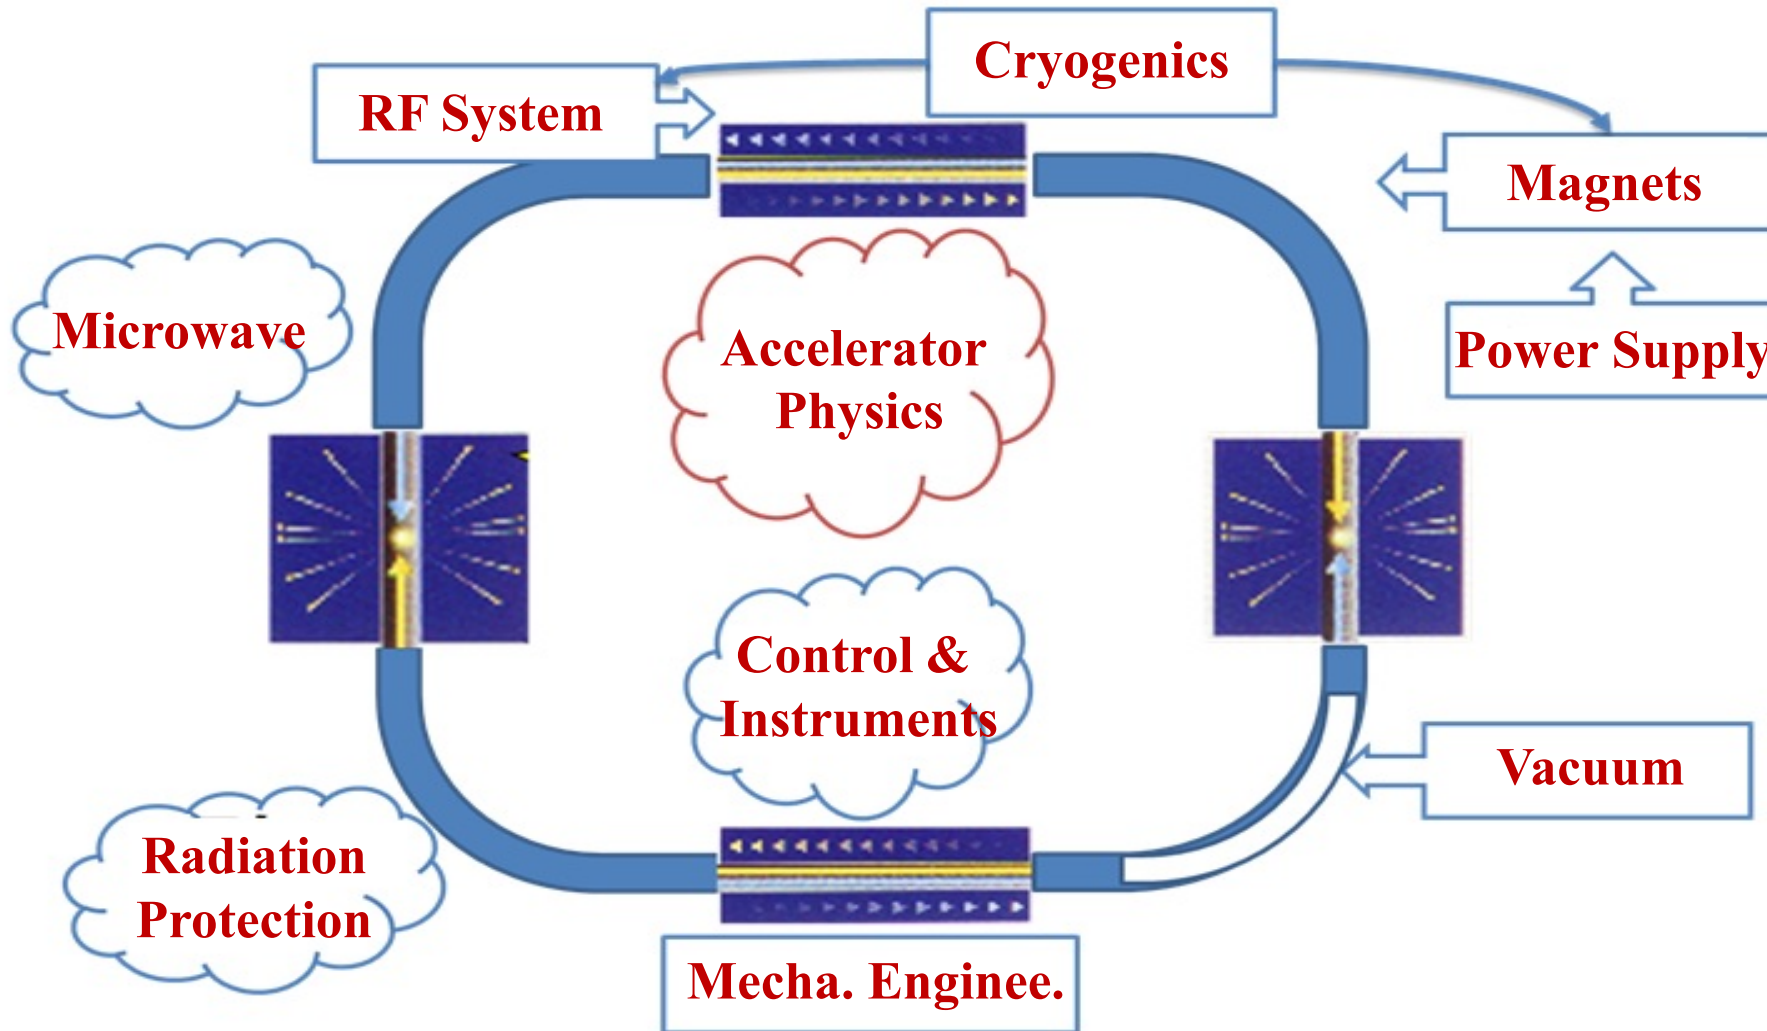 Cryogenics
RF System
Magnets
Microwave
Accelerator
Physics
Power Supply
Control &
Instruments
Vacuum
Radiation
Protection
Mecha. Enginee.